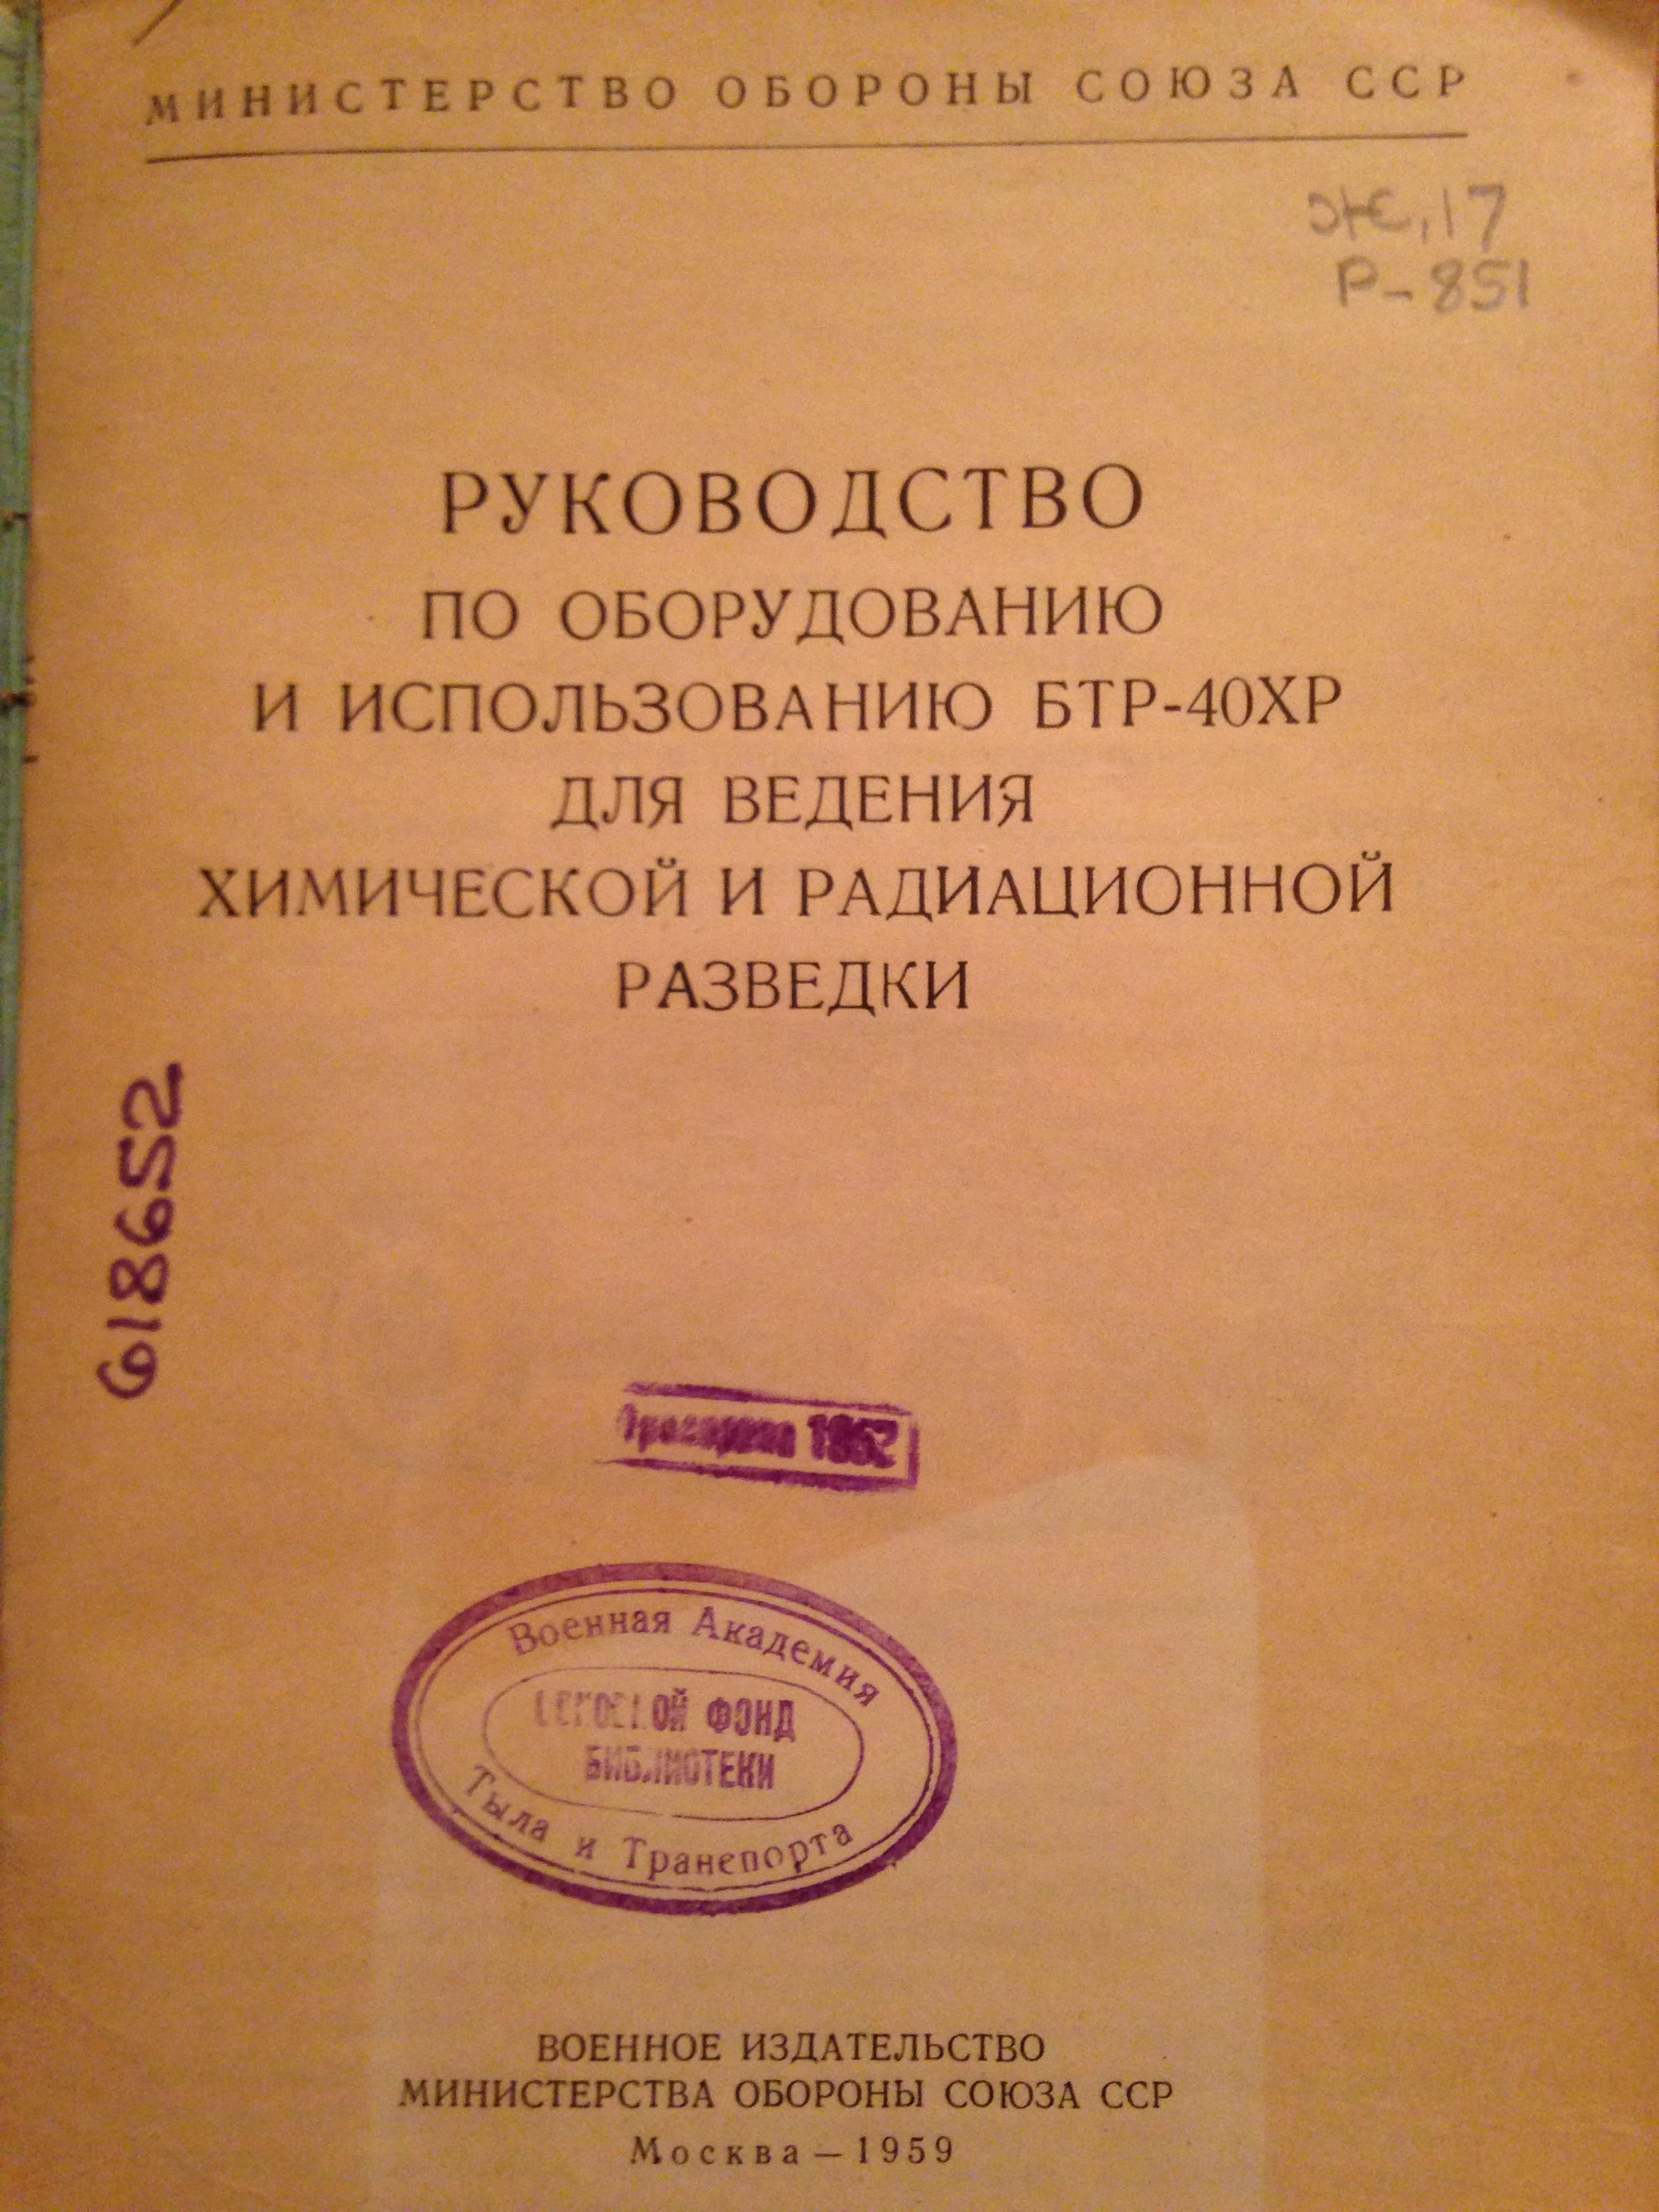 МИНИСТЕРСТВО ОБОРОНЫ СОЮЗА ССР
Ж,17
Р-851
РУКОВОДСТВО
ПО ОБОРУДОВАНИЮ
И ИСПОЛЬЗОВАНИЮ БТР-40ХР
ДЛЯ ВЕДЕНИЯ
ХИМИЧЕСКОЙ И РАДИАЦИОННОЙ
РАЗВЕДКИ
618652
Военная Академия
ФОНД
БИБЛИОТЕКИ
Тыла и Транспорта
ВОЕННОЕ ИЗДАТЕЛЬСТВО
МИНИСТЕРСТВА ОБОРОНЫ СОЮЗА ССР
Москва — 1959